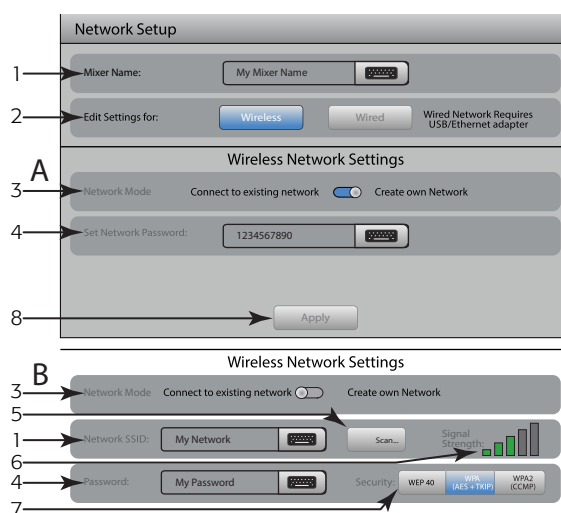 Network Setup
1 Mixer Name: My Mixer Name
2 Edit Settings for: Wireless Wired Wired Network Requires
USB/Ethernet adapter
A Wireless Network Settings
3 Network Mode Connect to existing network Create own Network
4 Set Network Password: 1234567890
8 Apply
B Wireless Network Settings
3 Network Mode Connect to existing network Create own Network
5
1 Network SSID: My Network Scan... Signal
Strength:
6
4 Password: My Password Security: WEP 40 WPA
(AES + TKIP) WPA2
(CCMP)
7